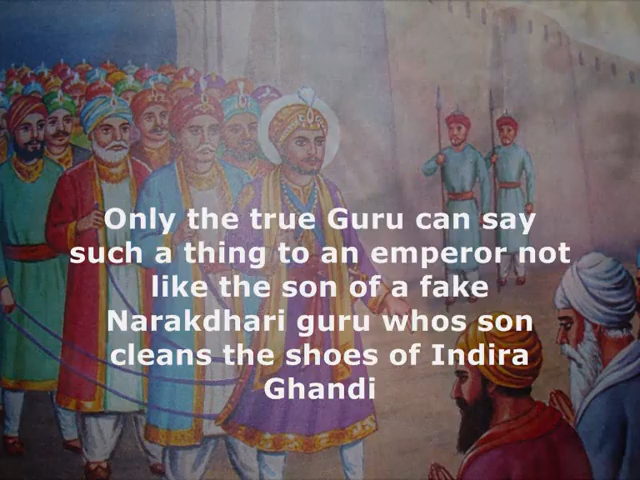 Only the true Guru can say
such a thing to an emperor not
like the son of a fake
Narakdhari guru whos son
cleans the shoes of Indira
Ghandi